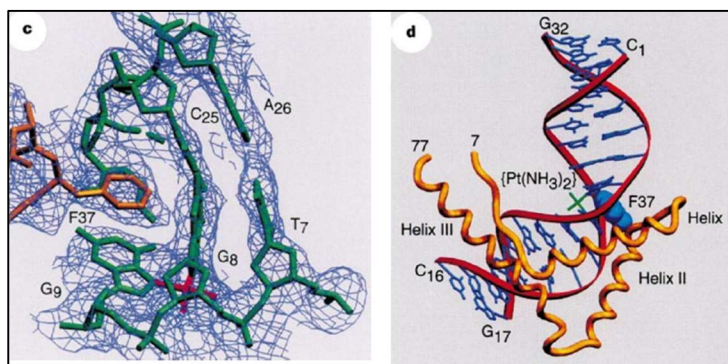 c
C25
A26
F37
T7
G8
G9
d
G32
C1
77
7
{Pt(NH3)2}
F37
Helix III
Helix
C16
Helix II
G17